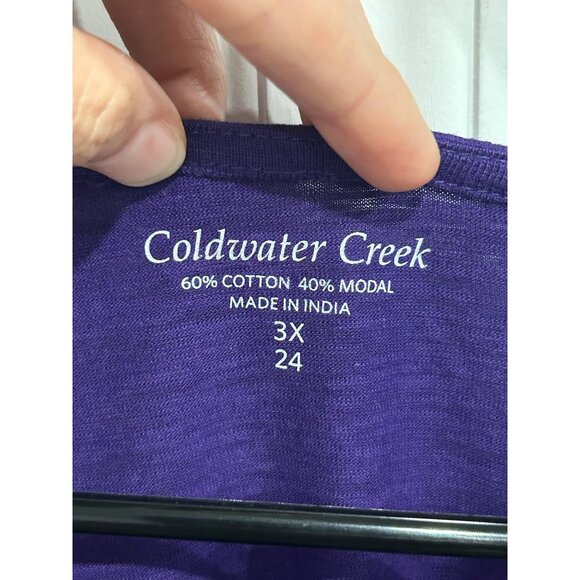 Coldwater Creek
60% COTTON 40% MODAL
MADE IN INDIA
3X
24